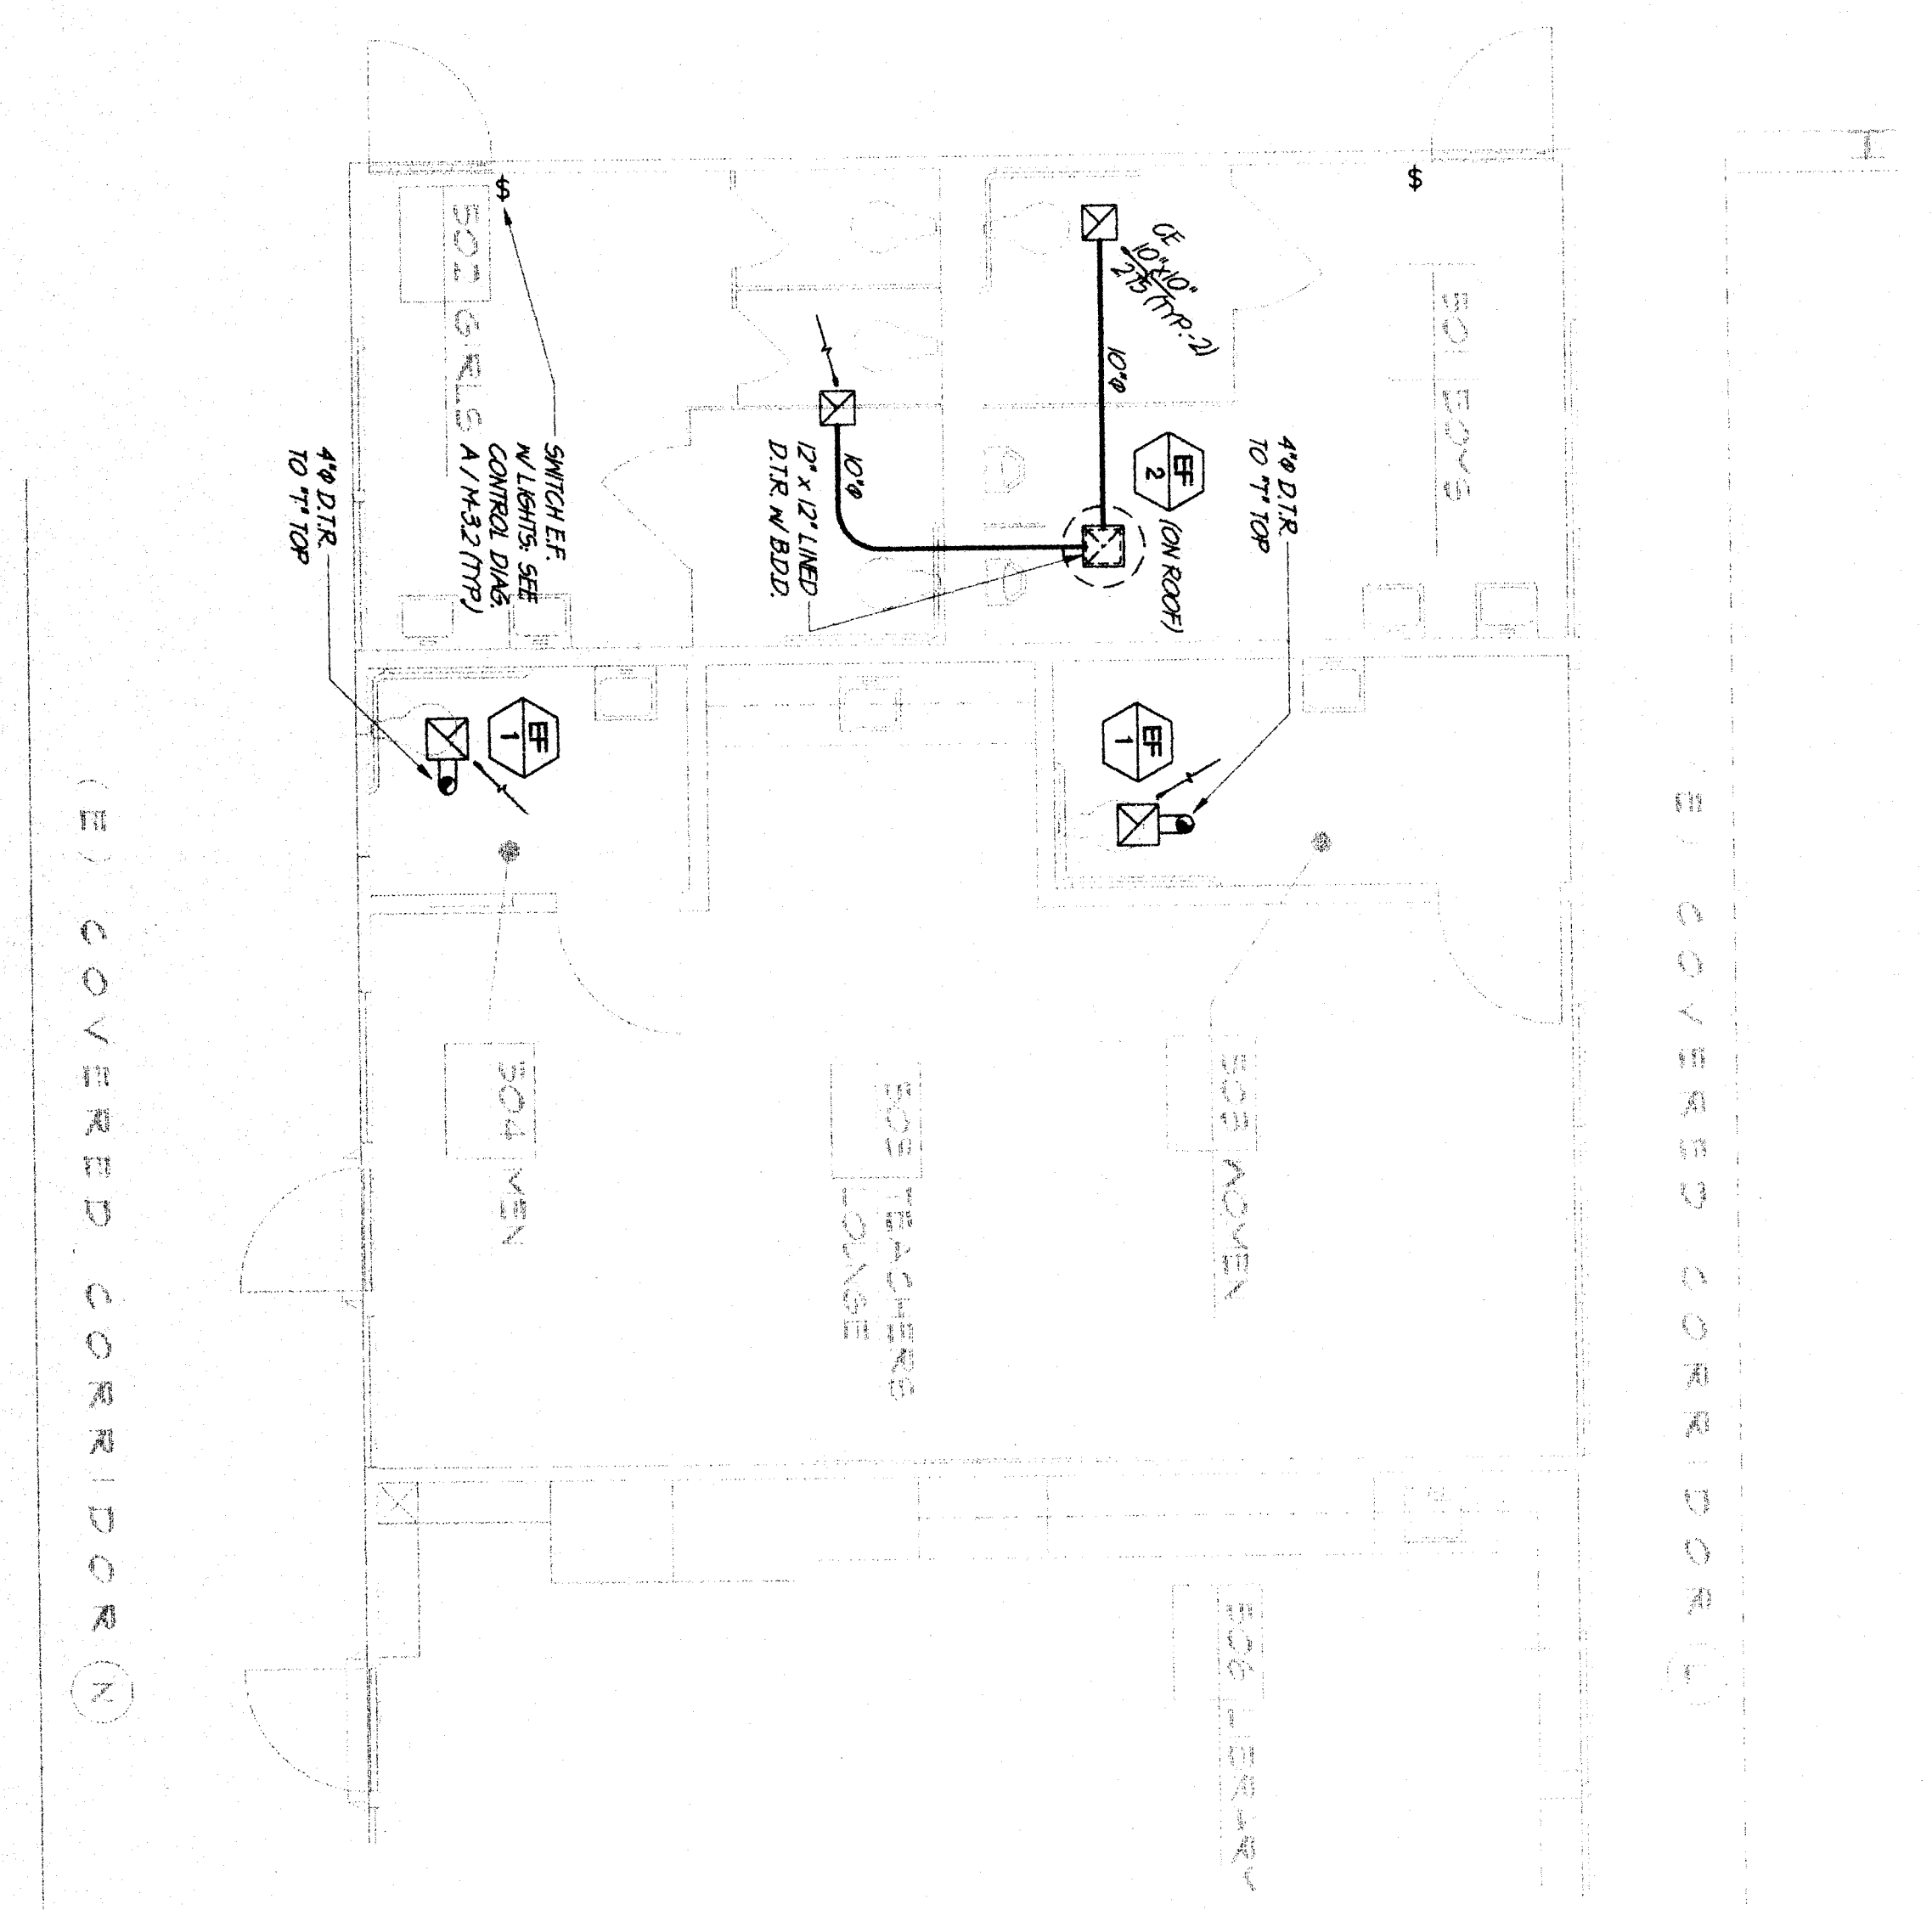 (E) COVERED CORRIDOR
501 BOYS
$
4"Φ D.T.R.
TO "T" TOP
CE
10"x10"
275 (TYP.:2)
10"Φ
EF
2
(ON ROOF)
12" x 12" LINED
D.T.R. W/ B.D.D.
10"Φ
502 GIRLS
$
SWITCH E.F.
W/ LIGHTS: SEE
CONTROL DIAG.
A / M-3.2 (TYP.)
4"Φ D.T.R.
TO "T" TOP
EF
1
EF
1
503 WOMEN
505 TEACHERS
LOUNGE
504 MEN
506 LIBRARY
(E) COVERED CORRIDOR
N